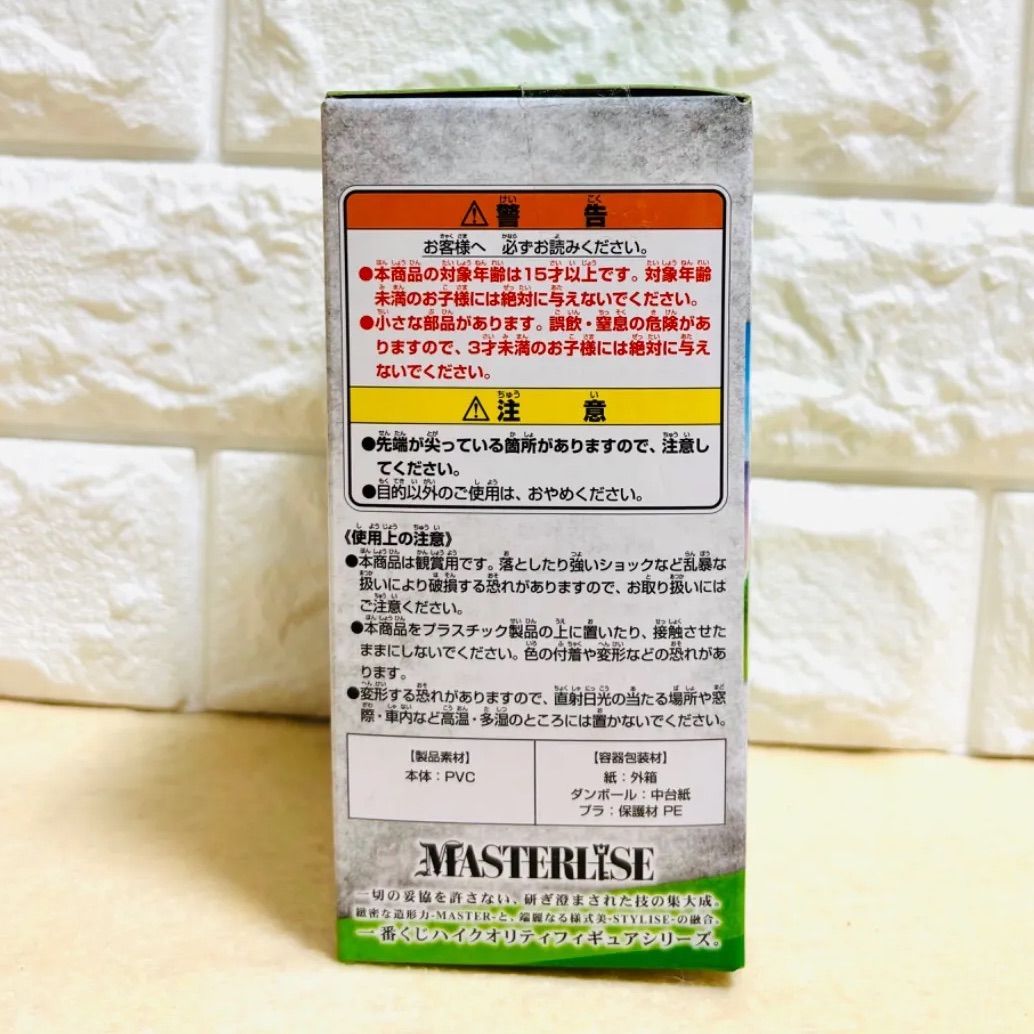 ⚠警告
お客様へ 必ずお読みください。
●本商品の対象年齢は15才以上です。対象年齢
未満のお子様には絶対に与えないでください。
●小さな部品があります。誤飲・窒息の危険があ
りますので、3才未満のお子様には絶対に与え
ないでください。
⚠注意
●先端が尖っている箇所がありますので、注意し
てください。
●目的以外のご使用は、おやめください。
《使用上の注意》
●本商品は観賞用です。落としたり強いショックなど乱暴な
扱いにより破損する恐れがありますので、お取り扱いには
ご注意ください。
●本商品をプラスチック製品の上に置いたり、接触させた
ままにしないでください。色の付着や変形などの恐れがあ
ります。
●変形する恐れがありますので、直射日光の当たる場所や窓
際・車内など高温・多湿のところには置かないでください。
【製品素材】
本体：PVC
【容器包装材】
紙：外箱
ダンボール：中台紙
プラ：保護材 PE
MASTERLISE
一切の妥協を許さない、研ぎ澄まされた技の集大成。
緻密な造形力-MASTER-と、端麗なる様式美-STYLISE-の融合。
一番くじハイクオリティフィギュアシリーズ。